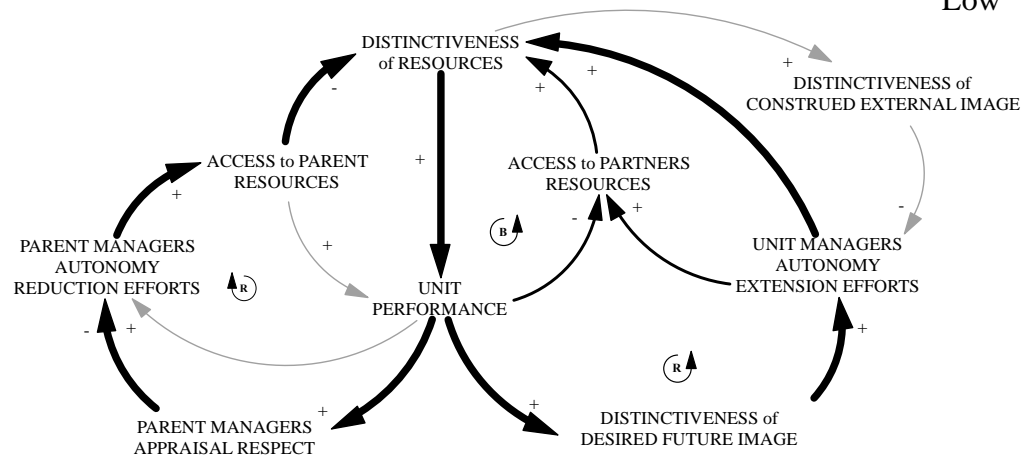 Low
DISTINCTIVENESS
of RESOURCES
+
+
-
+
DISTINCTIVENESS of
CONSTRUED EXTERNAL IMAGE
+
ACCESS to PARENT
RESOURCES
ACCESS to PARTNERS
RESOURCES
+
-
+
-
B
+
PARENT MANAGERS
AUTONOMY
REDUCTION EFFORTS
UNIT MANAGERS
AUTONOMY
EXTENSION EFFORTS
R
UNIT
PERFORMANCE
-
+
+
R
+
+
PARENT MANAGERS
APPRAISAL RESPECT
DISTINCTIVENESS of
DESIRED FUTURE IMAGE